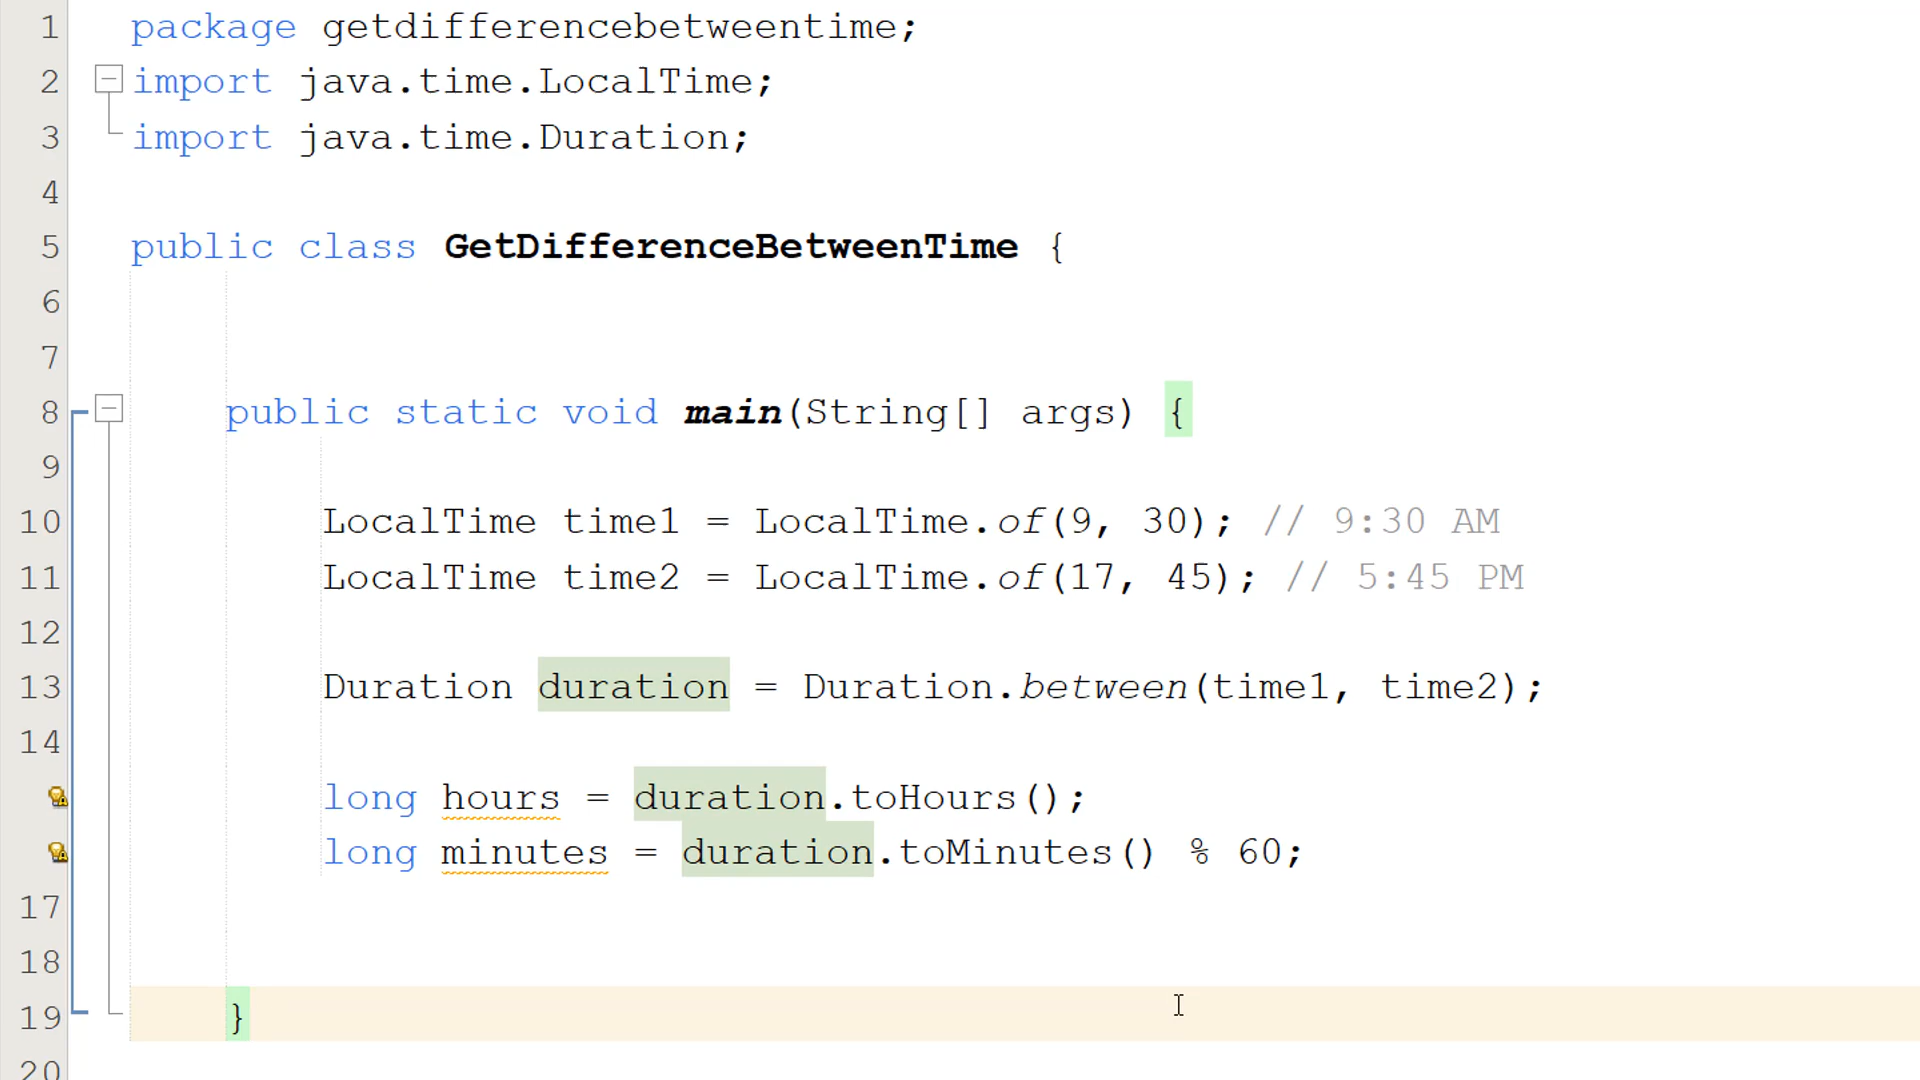 1 package getdifferencebetweentime;
2 import java.time.LocalTime;
3 import java.time.Duration;
4
5 public class GetDifferenceBetweenTime {
6
7
8 public static void main(String[] args) {
9
10 LocalTime time1 = LocalTime.of(9, 30); // 9:30 AM
11 LocalTime time2 = LocalTime.of(17, 45); // 5:45 PM
12
13 Duration duration = Duration.between(time1, time2);
14
long hours = duration.toHours();
long minutes = duration.toMinutes() % 60;
17
18
19 }
20